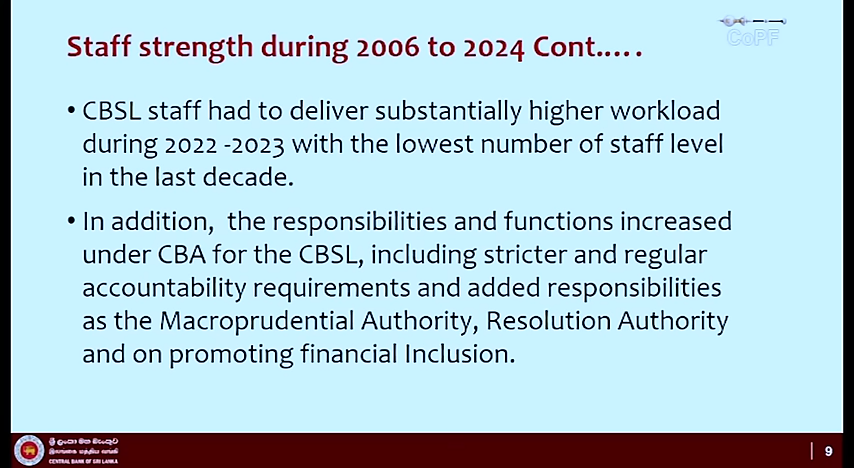 CoPF
Staff strength during 2006 to 2024 Cont..…
• CBSL staff had to deliver substantially higher workload
during 2022 -2023 with the lowest number of staff level
in the last decade.
• In addition, the responsibilities and functions increased
under CBA for the CBSL, including stricter and regular
accountability requirements and added responsibilities
as the Macroprudential Authority, Resolution Authority
and on promoting financial Inclusion.
ශ්‍රී ලංකා මහ බැංකුව
இலங்கை மத்திய வங்கி
CENTRAL BANK OF SRI LANKA
9